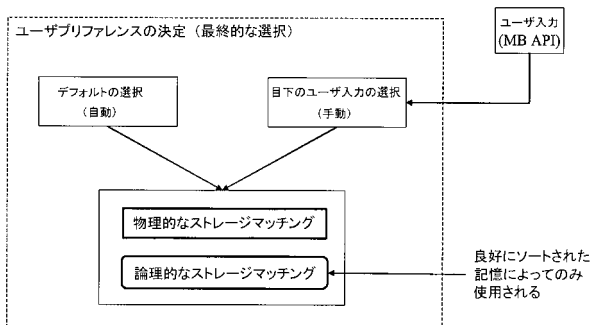 ユーザプリファレンスの決定（最終的な選択）
ユーザ入力
(MB API)
デフォルトの選択
（自動）
目下のユーザ入力の選択
（手動）
物理的なストレージマッチング
論理的なストレージマッチング
良好にソートされた
記憶によってのみ
使用される